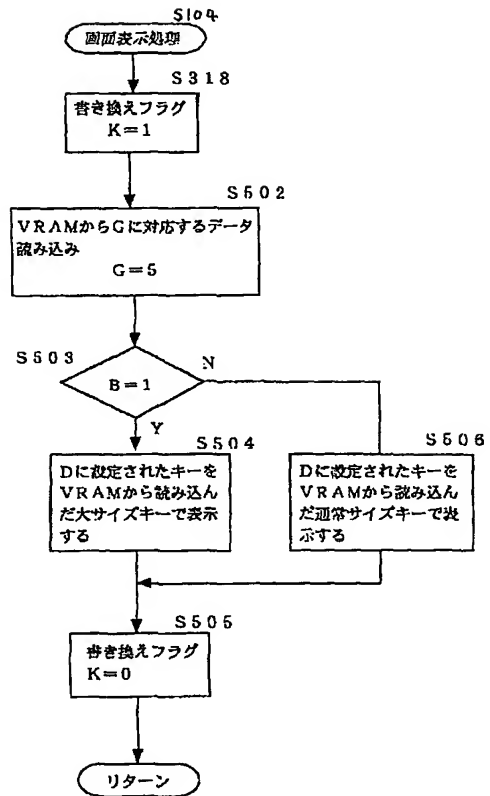 S104
画面表示処理
S318
書き換えフラグ
K=1
S502
VRAMからGに対応するデータ
読み込み
G=5
S503
B=1
N
Y
S504
Dに設定されたキーを
VRAMから読み込ん
だ大サイズキーで表示
する
S506
Dに設定されたキーを
VRAMから読み込ん
だ通常サイズキーで表
示する
S505
書き換えフラグ
K=0
リターン